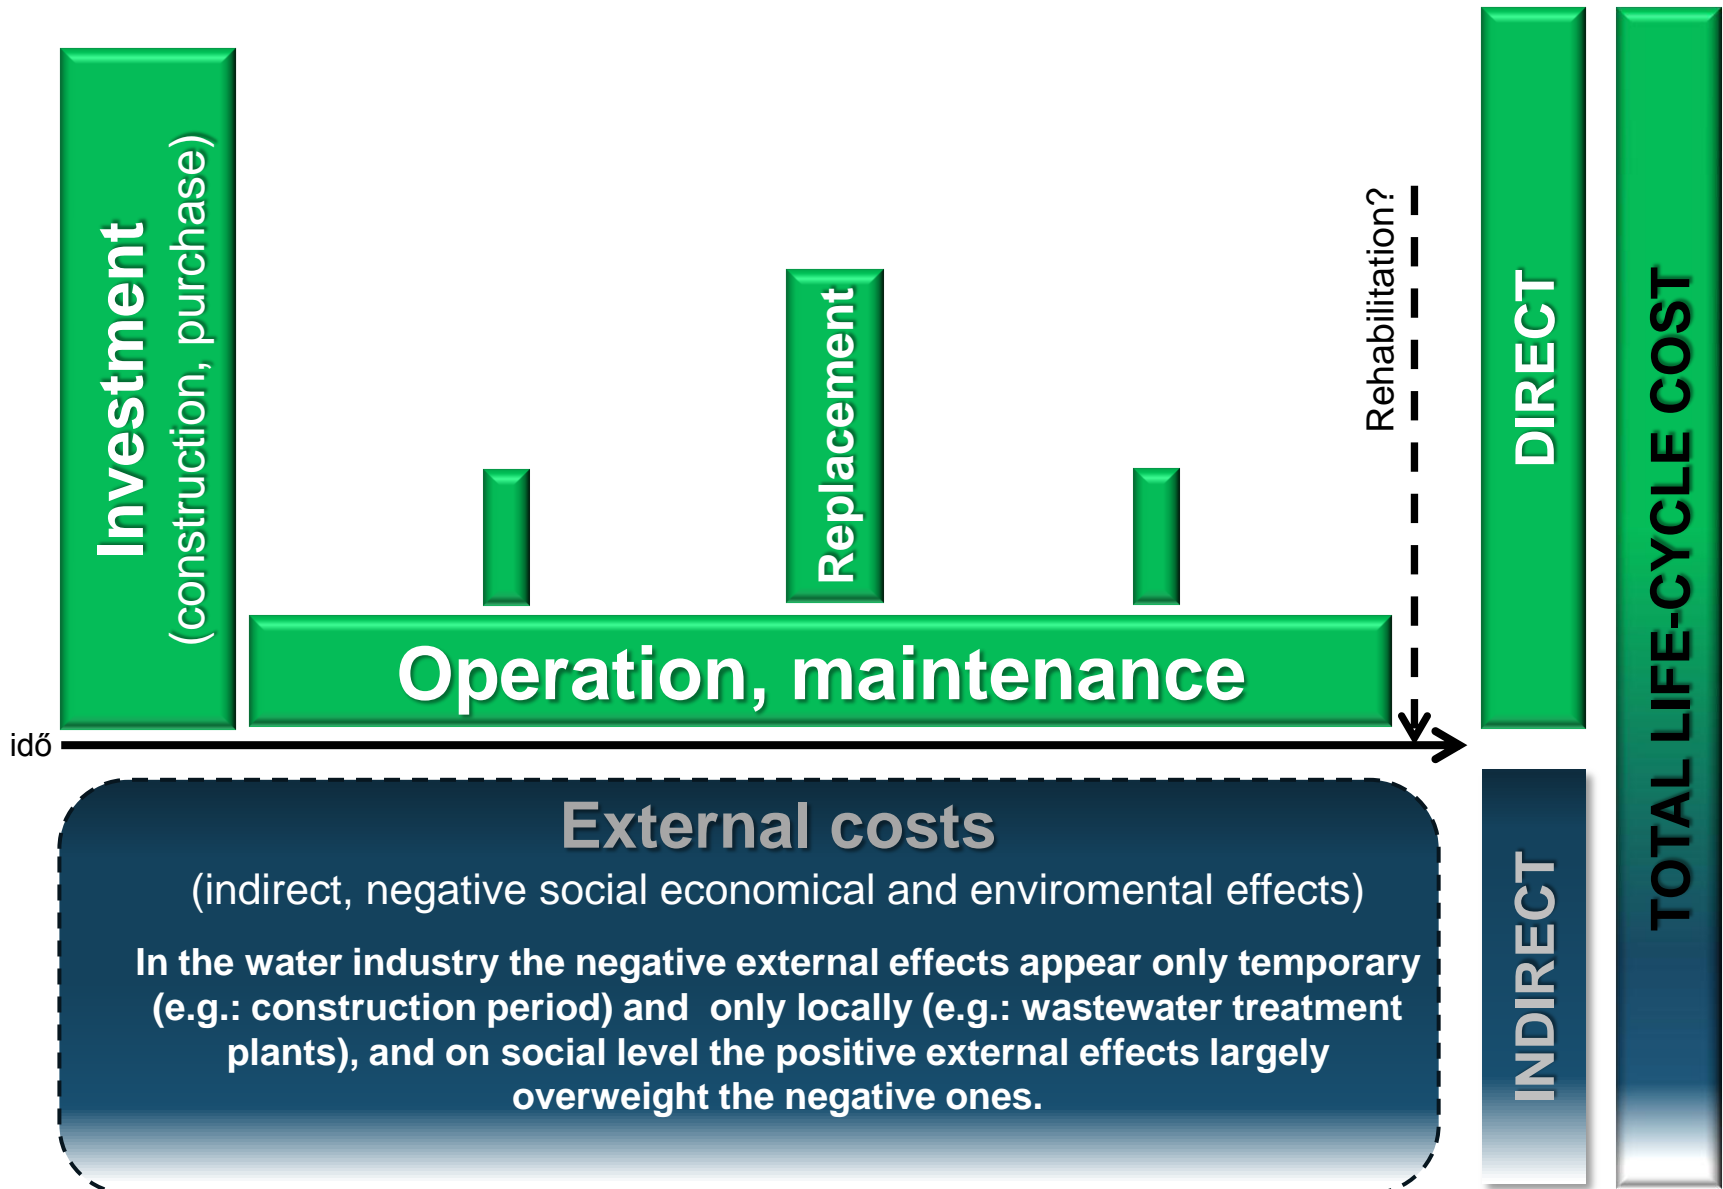 Investment
(construction, purchase)
Replacement
Rehabilitation?
Operation, maintenance
idő
DIRECT
TOTAL LIFE-CYCLE COST
External costs
(indirect, negative social economical and enviromental effects)
In the water industry the negative external effects appear only temporary
(e.g.: construction period) and only locally (e.g.: wastewater treatment
plants), and on social level the positive external effects largely
overweight the negative ones.
INDIRECT